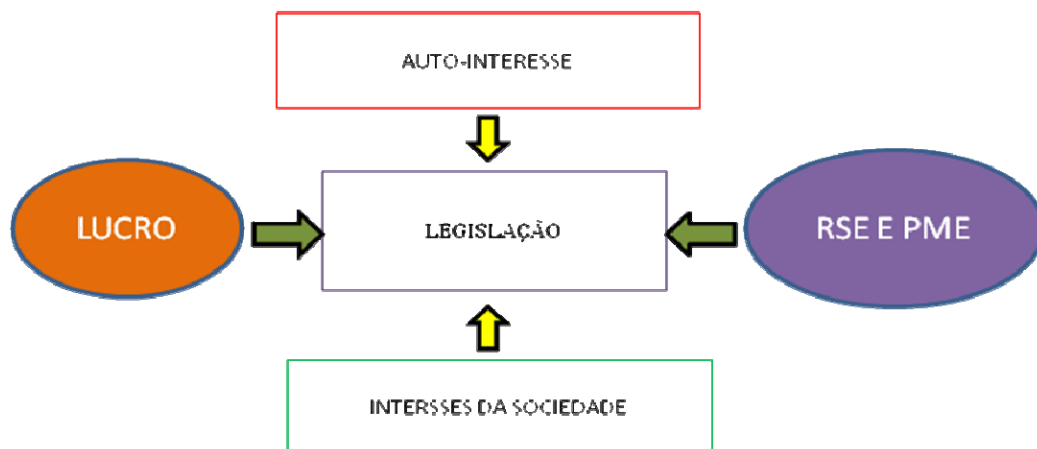 AUTO-INTERESSE
LUCRO
LEGISLAÇÃO
RSE E PME
INTERSSES DA SOCIEDADE